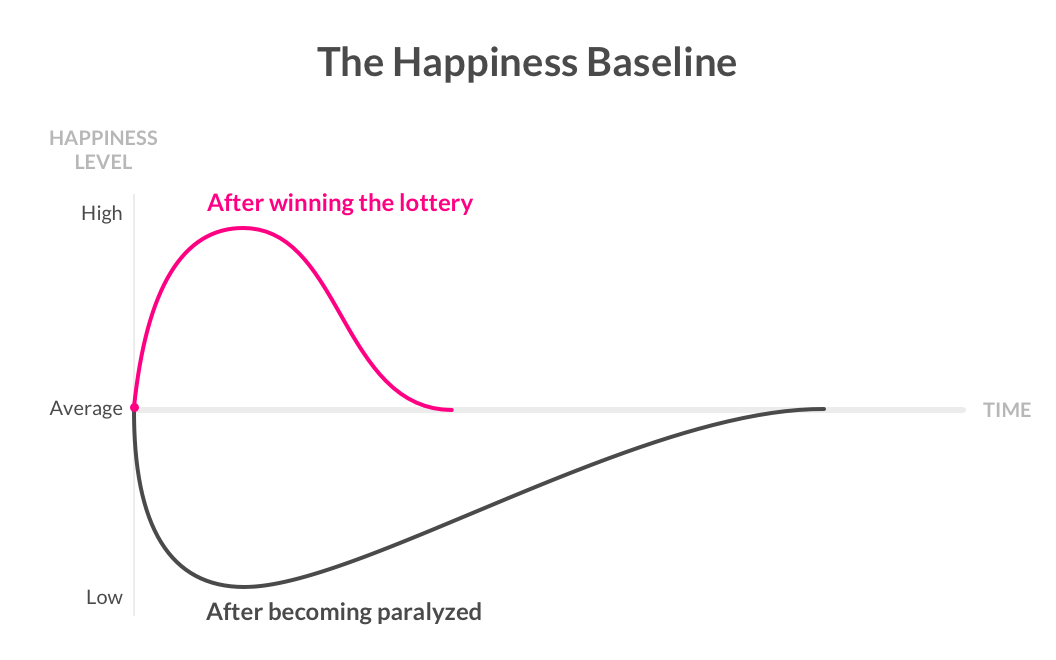 The Happiness Baseline
HAPPINESS
LEVEL
High
After winning the lottery
Average
TIME
Low
After becoming paralyzed